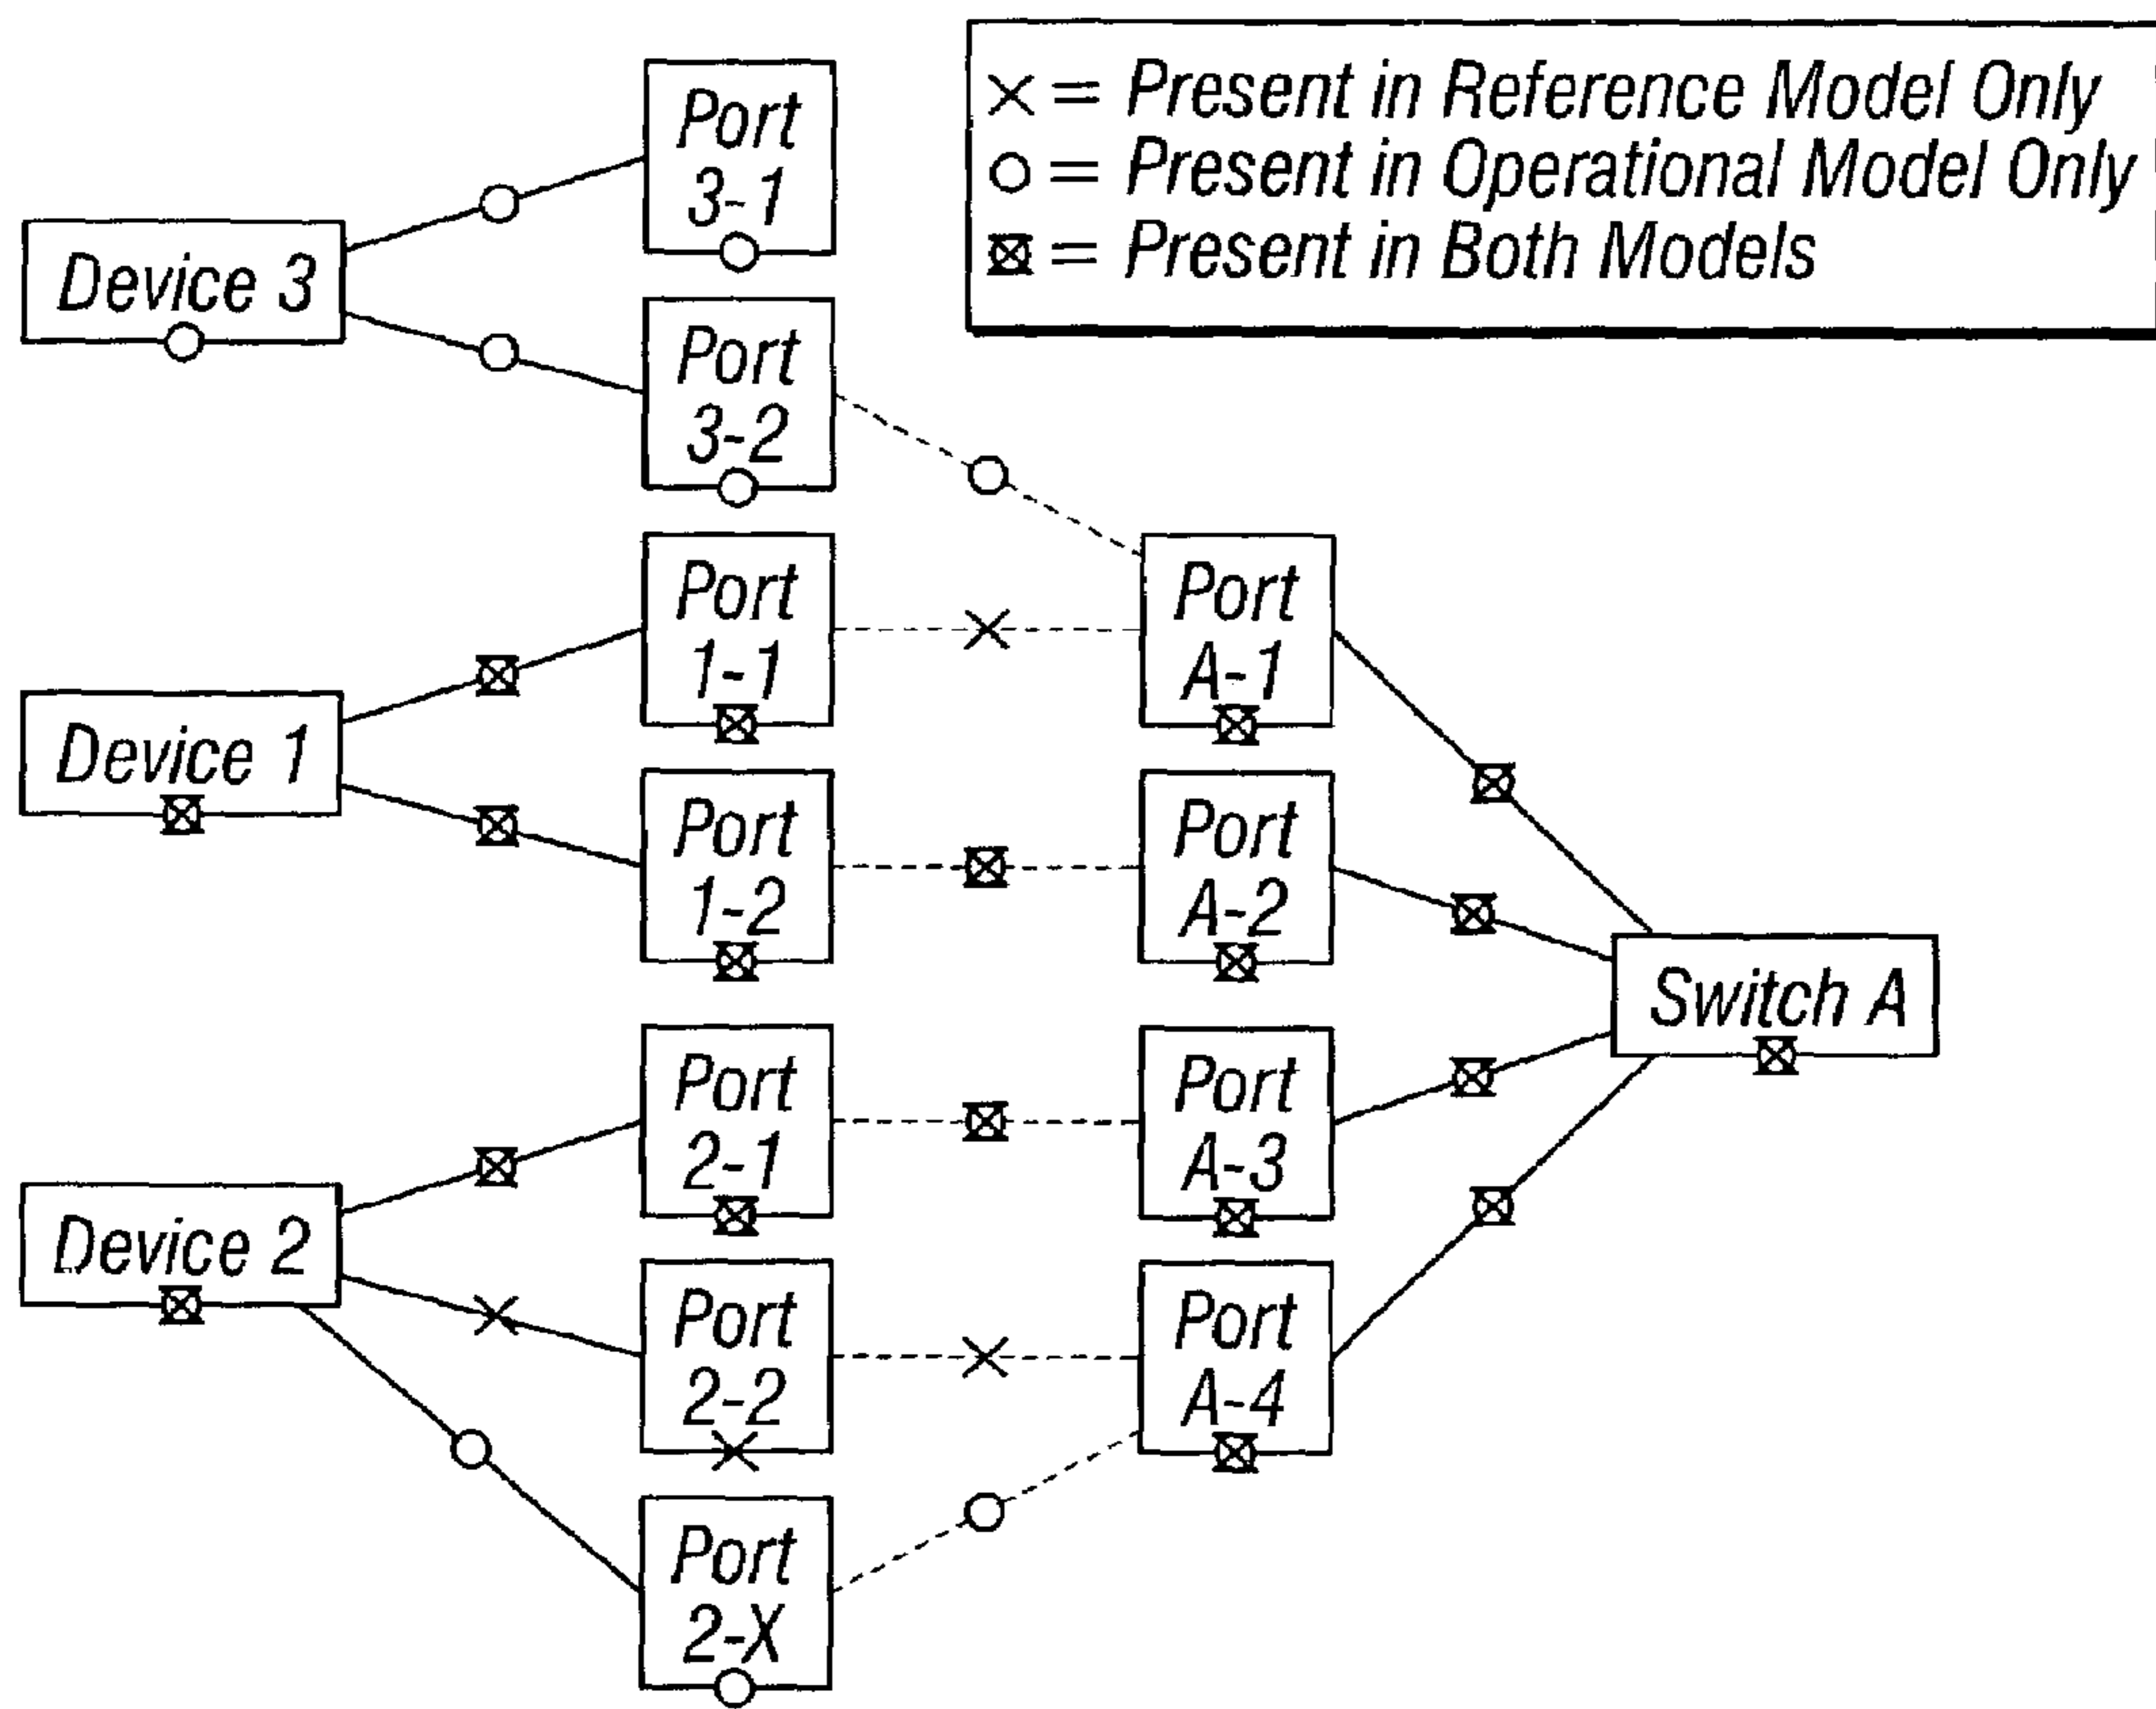 Port
3-1
× = Present in Reference Model Only
○ = Present in Operational Model Only
⊠ = Present in Both Models
Device 3
Port
3-2
Port
1-1
Port
A-1
Device 1
Port
1-2
Port
A-2
Switch A
Port
2-1
Port
A-3
Device 2
Port
2-2
Port
A-4
Port
2-X